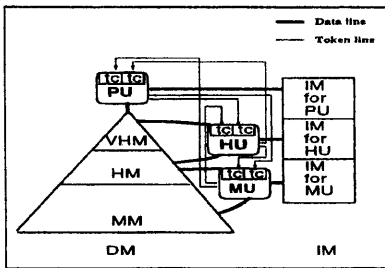 Data line
Token line
tc tc
PU
IM
for
PU
VHM
tc tc
HU
IM
for
HU
HM
tc tc
MU
IM
for
MU
MM
DM
IM